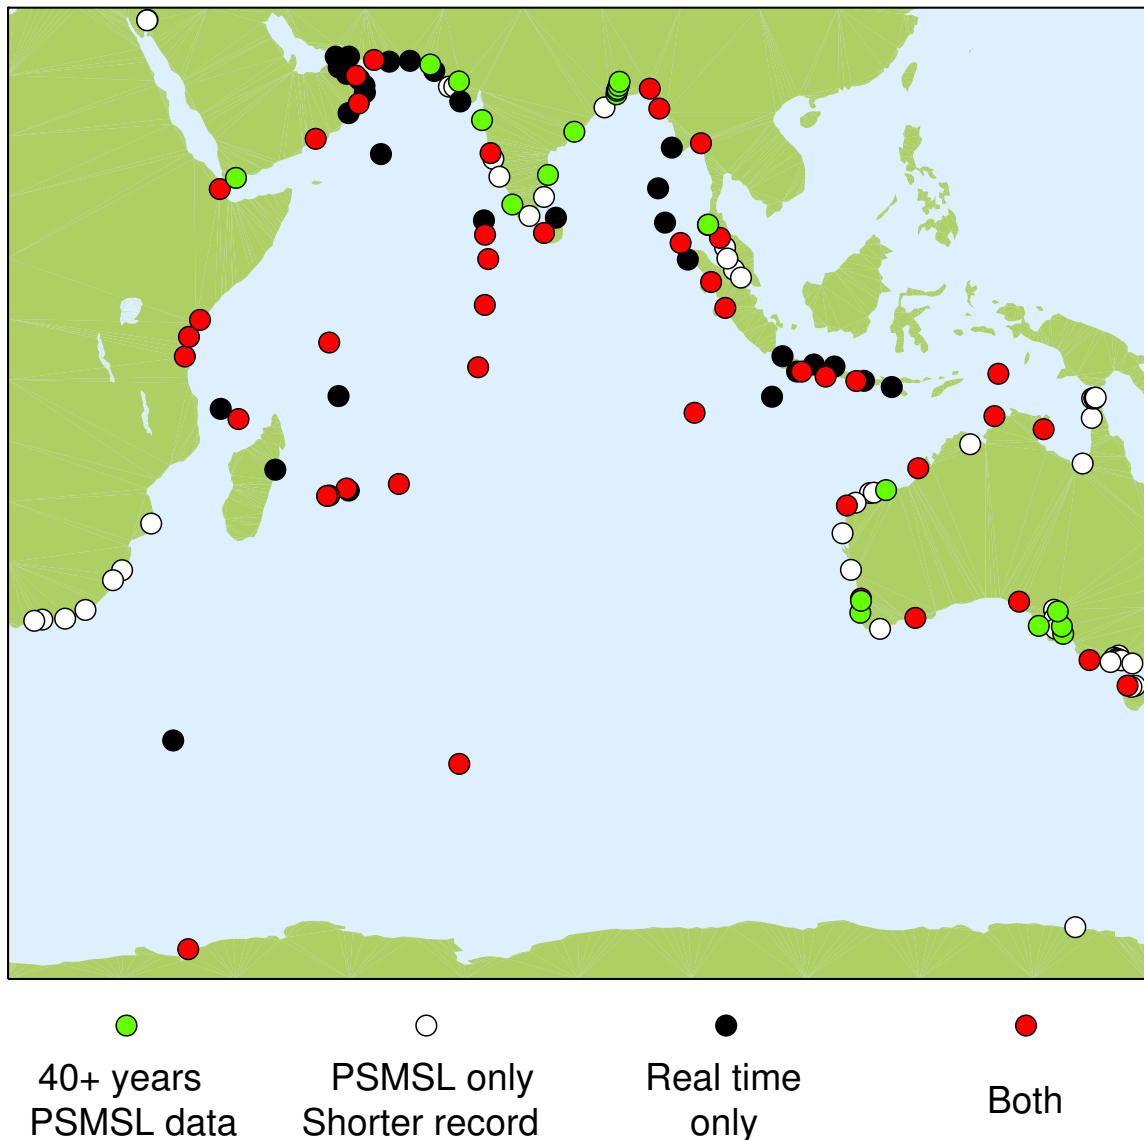 40+ years
PSMSL data
PSMSL only
Shorter record
Real time
only
Both